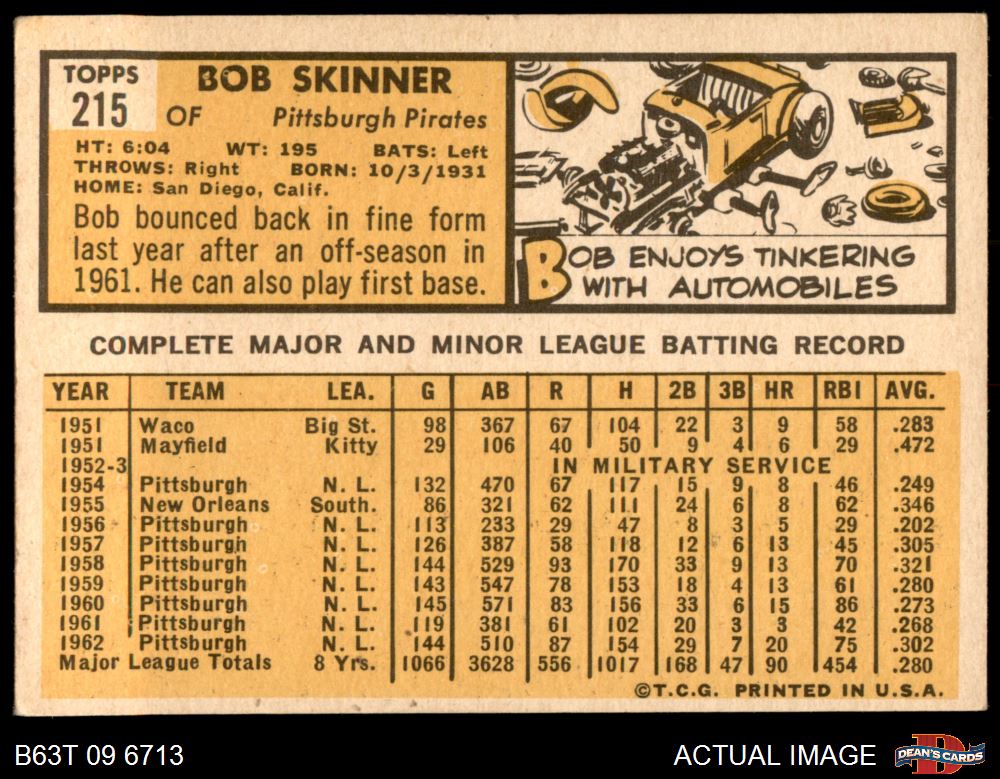 TOPPS
215
BOB SKINNER
OF Pittsburgh Pirates
HT: 6:04 WT: 195 BATS: Left
THROWS: Right BORN: 10/3/1931
HOME: San Diego, Calif.
Bob bounced back in fine form
last year after an off-season in
1961. He can also play first base.
BOB ENJOYS TINKERING
WITH AUTOMOBILES
COMPLETE MAJOR AND MINOR LEAGUE BATTING RECORD
YEAR TEAM LEA. G AB R H 2B 3B HR RBI AVG.
1951 Waco Big St. 98 367 67 104 22 3 9 58 .283
1951 Mayfield Kitty 29 106 40 50 9 4 6 29 .472
1952-3 IN MILITARY SERVICE
1954 Pittsburgh N. L. 132 470 67 117 15 9 8 46 .249
1955 New Orleans South. 86 321 62 111 24 6 8 62 .346
1956 Pittsburgh N. L. 113 233 29 47 8 3 5 29 .202
1957 Pittsburgh N. L. 126 387 58 118 12 6 13 45 .305
1958 Pittsburgh N. L. 144 529 93 170 33 9 13 70 .321
1959 Pittsburgh N. L. 143 547 78 153 18 4 13 61 .280
1960 Pittsburgh N. L. 145 571 83 156 33 6 15 86 .273
1961 Pittsburgh N. L. 119 381 61 102 20 3 3 42 .268
1962 Pittsburgh N. L. 144 510 87 154 29 7 20 75 .302
Major League Totals 8 Yrs. 1066 3628 556 1017 168 47 90 454 .280
©T.C.G. PRINTED IN U.S.A.
B63T 09 6713
ACTUAL IMAGE
DEAN'S CARDS